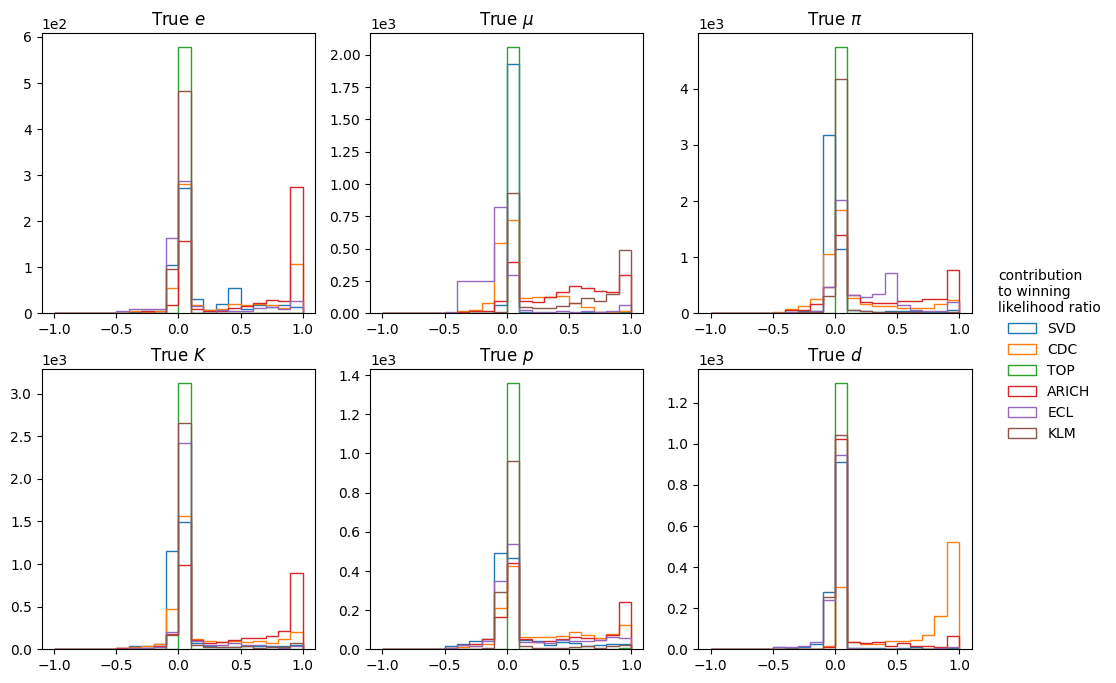 True e
1e2
6
5
4
3
2
1
0
−1.0 −0.5 0.0 0.5 1.0
True μ
1e3
2.00
1.75
1.50
1.25
1.00
0.75
0.50
0.25
0.00
−1.0 −0.5 0.0 0.5 1.0
True π
1e3
4
3
2
1
0
−1.0 −0.5 0.0 0.5 1.0
True K
1e3
3.0
2.5
2.0
1.5
1.0
0.5
0.0
−1.0 −0.5 0.0 0.5 1.0
True p
1e3
1.4
1.2
1.0
0.8
0.6
0.4
0.2
0.0
−1.0 −0.5 0.0 0.5 1.0
True d
1e3
1.2
1.0
0.8
0.6
0.4
0.2
0.0
−1.0 −0.5 0.0 0.5 1.0
contribution
to winning
likelihood ratio
SVD
CDC
TOP
ARICH
ECL
KLM